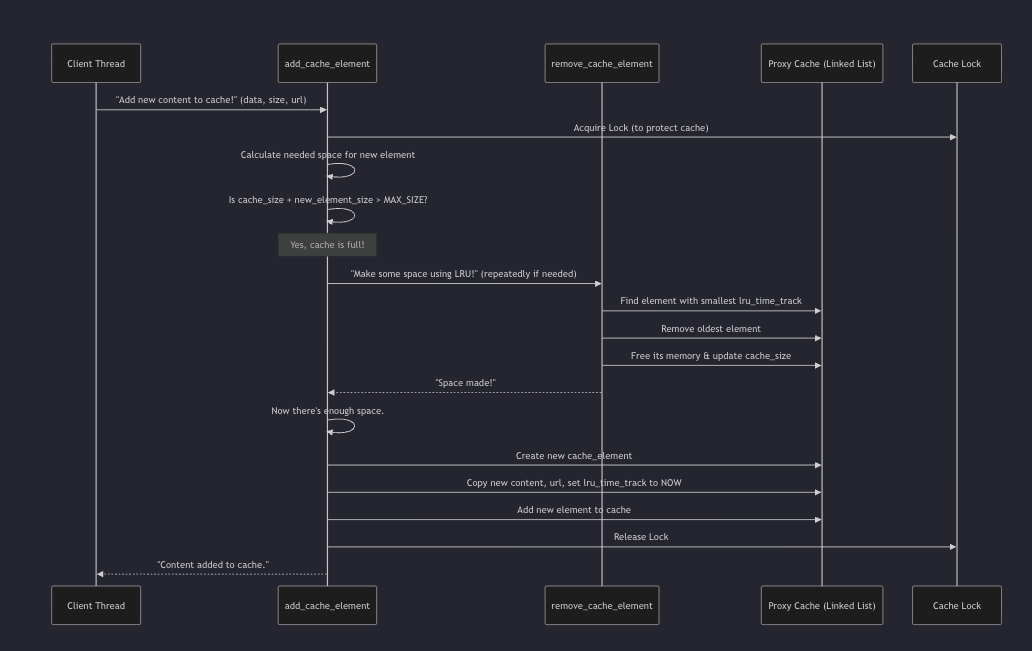 Client Thread
add_cache_element
remove_cache_element
Proxy Cache (Linked List)
Cache Lock
"Add new content to cache!" (data, size, url)
Acquire Lock (to protect cache)
Calculate needed space for new element
Is cache_size + new_element_size > MAX_SIZE?
Yes, cache is full!
"Make some space using LRU!" (repeatedly if needed)
Find element with smallest lru_time_track
Remove oldest element
Free its memory & update cache_size
"Space made!"
Now there's enough space.
Create new cache_element
Copy new content, url, set lru_time_track to NOW
Add new element to cache
Release Lock
"Content added to cache."
Client Thread
add_cache_element
remove_cache_element
Proxy Cache (Linked List)
Cache Lock